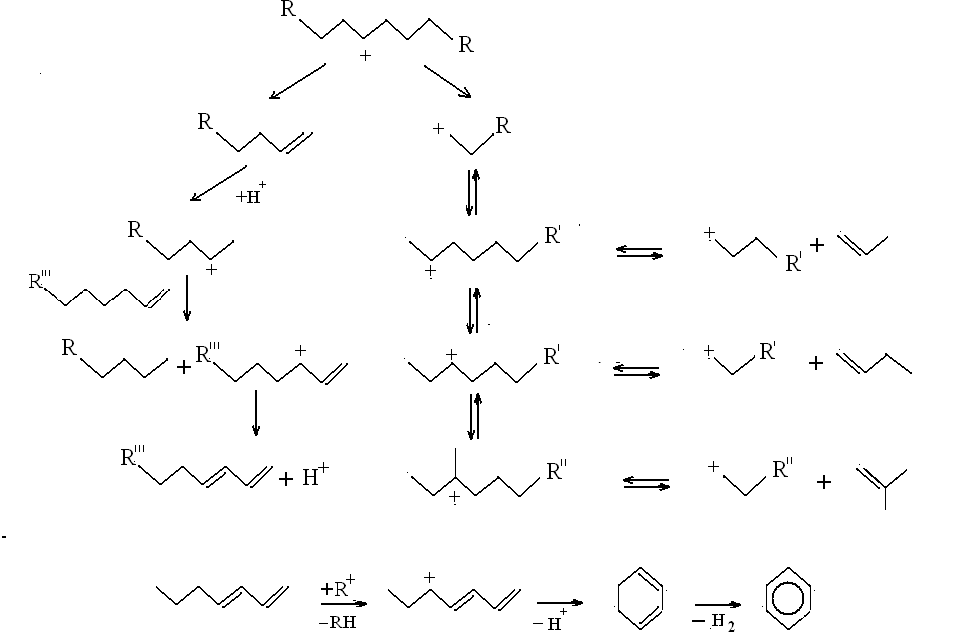 R
R
+
R
+ R
+H⁺
R
+
R'
+
+
R'
+
R'''
R
+
R'''
+
+
R'
+
R'
+
R'''
+ H⁺
+
R''
+
R''
+
+R⁺
−RH
+
−H⁺
− H₂